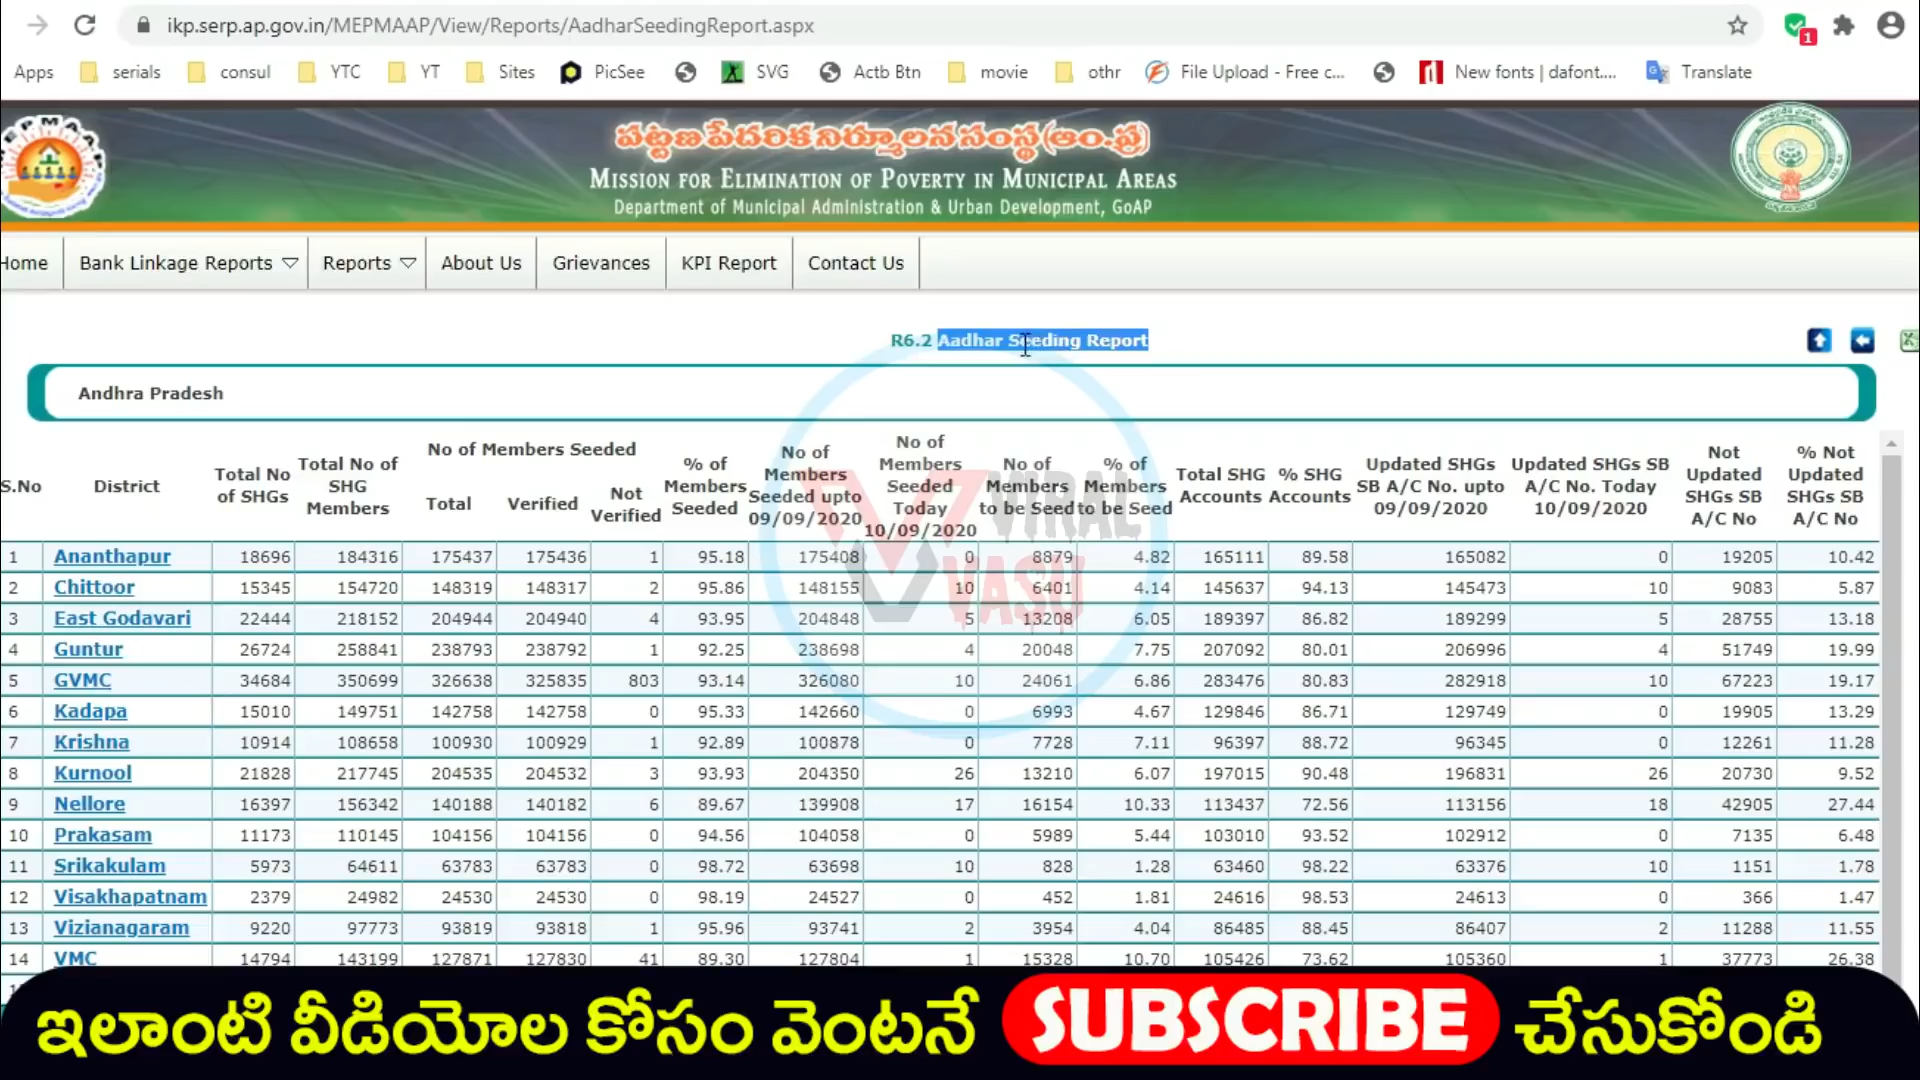 ikp.serp.ap.gov.in/MEPMAAP/View/Reports/AadharSeedingReport.aspx
1
Apps serials consul YTC YT Sites PicSee SVG Actb Btn movie othr File Upload - Free c... New fonts | dafont.... Translate
పట్టణ పేదరిక నిర్మూలన సంస్థ(ఆం.ప్ర)
MISSION FOR ELIMINATION OF POVERTY IN MUNICIPAL AREAS
Department of Municipal Administration & Urban Development, GoAP
EPMAAP
Home Bank Linkage Reports Reports About Us Grievances KPI Report Contact Us
R6.2 Aadhar Seeding Report
Andhra Pradesh
S.No District Total No of SHGs Total No of SHG Members No of Members Seeded Total Verified Not Verified % of Members Seeded No of Members Seeded upto 09/09/2020 No of Members Seeded Today 10/09/2020 No of Members to be Seed % of Members to be Seed Total SHG Accounts % SHG Accounts Updated SHGs SB A/C No. upto 09/09/2020 Updated SHGs SB A/C No. Today 10/09/2020 Not Updated SHGs SB A/C No % Not Updated SHGs SB A/C No
1 Ananthapur 18696 184316 175437 175436 1 95.18 175408 0 8879 4.82 165111 89.58 165082 0 19205 10.42
2 Chittoor 15345 154720 148319 148317 2 95.86 148155 10 6401 4.14 145637 94.13 145473 10 9083 5.87
3 East Godavari 22444 218152 204944 204940 4 93.95 204848 5 13208 6.05 189397 86.82 189299 5 28755 13.18
4 Guntur 26724 258841 238793 238792 1 92.25 238698 4 20048 7.75 207092 80.01 206996 4 51749 19.99
5 GVMC 34684 350699 326638 325835 803 93.14 326080 10 24061 6.86 283476 80.83 282918 10 67223 19.17
6 Kadapa 15010 149751 142758 142758 0 95.33 142660 0 6993 4.67 129846 86.71 129749 0 19905 13.29
7 Krishna 10914 108658 100930 100929 1 92.89 100878 0 7728 7.11 96397 88.72 96345 0 12261 11.28
8 Kurnool 21828 217745 204535 204532 3 93.93 204350 26 13210 6.07 197015 90.48 196831 26 20730 9.52
9 Nellore 16397 156342 140188 140182 6 89.67 139908 17 16154 10.33 113437 72.56 113156 18 42905 27.44
10 Prakasam 11173 110145 104156 104156 0 94.56 104058 0 5989 5.44 103010 93.52 102912 0 7135 6.48
11 Srikakulam 5973 64611 63783 63783 0 98.72 63698 10 828 1.28 63460 98.22 63376 10 1151 1.78
12 Visakhapatnam 2379 24982 24530 24530 0 98.19 24527 0 452 1.81 24616 98.53 24613 0 366 1.47
13 Vizianagaram 9220 97773 93819 93818 1 95.96 93741 2 3954 4.04 86485 88.45 86407 2 11288 11.55
14 VMC 14794 143199 127871 127830 41 89.30 127804 1 15328 10.70 105426 73.62 105360 1 37773 26.38
VIRAL
VASU
ఇలాంటి వీడియోల కోసం వెంటనే SUBSCRIBE చేసుకోండి